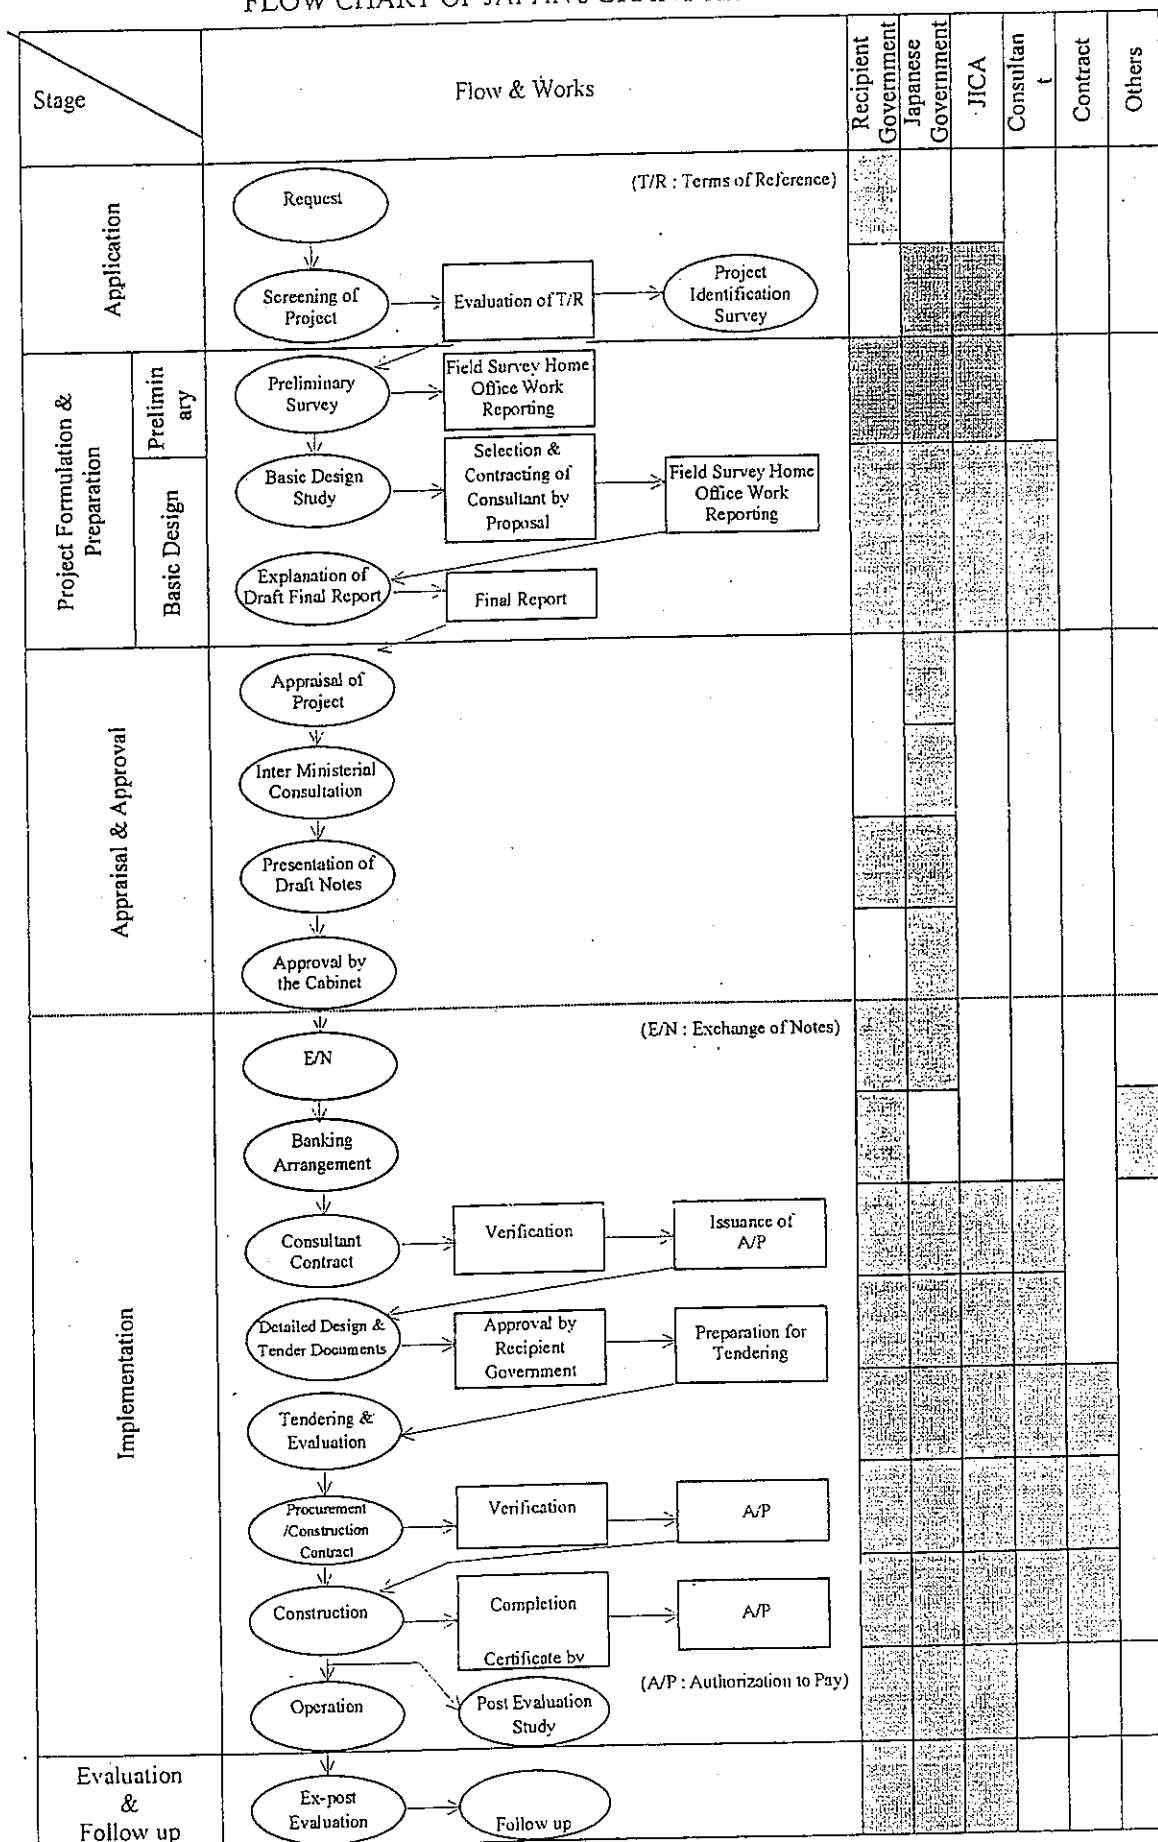 FLOW CHART OF JAPAN'S GRANT
Stage
Flow & Works
Recipient
Government
Japanese
Government
JICA
Consultan
t
Contract
Others
Application
(T/R : Terms of Reference)
Request
Screening of
Project
Evaluation of T/R
Project
Identification
Survey
Project Formulation &
Preparation
Prelimin
ary
Preliminary
Survey
Field Survey Home
Office Work
Reporting
Basic Design
Basic Design
Study
Selection &
Contracting of
Consultant by
Proposal
Field Survey Home
Office Work
Reporting
Explanation of
Draft Final Report
Final Report
Appraisal & Approval
Appraisal of
Project
Inter Ministerial
Consultation
Presentation of
Draft Notes
Approval by
the Cabinet
Implementation
(E/N : Exchange of Notes)
E/N
Banking
Arrangement
Consultant
Contract
Verification
Issuance of
A/P
Detailed Design &
Tender Documents
Approval by
Recipient
Government
Preparation for
Tendering
Tendering &
Evaluation
Procurement
/Construction
Contract
Verification
A/P
Construction
Completion
Certificate by
A/P
(A/P : Authorization to Pay)
Operation
Post Evaluation
Study
Evaluation
&
Follow up
Ex-post
Evaluation
Follow up